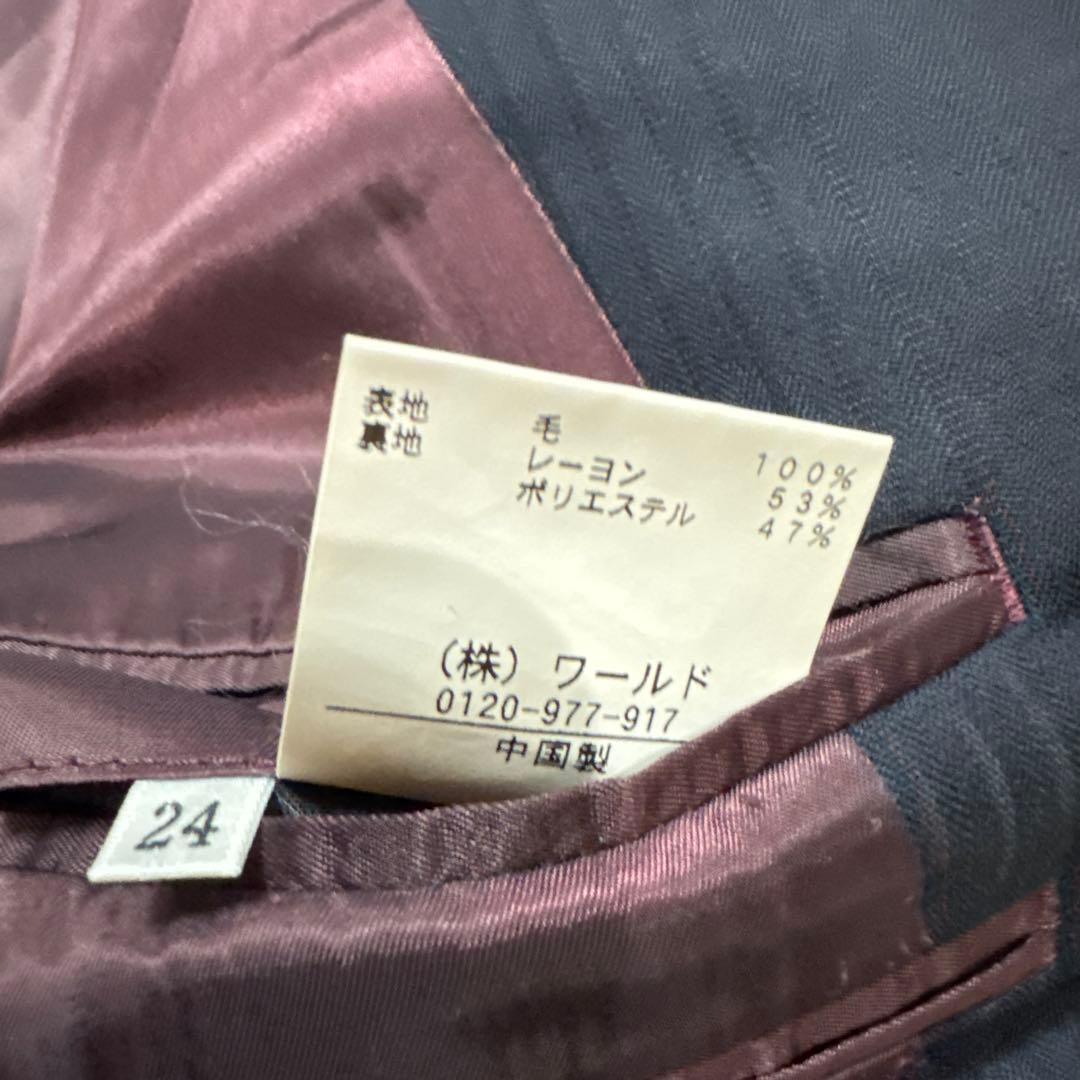 表地 毛 100%
裏地 レーヨン 53%
ポリエステル 47%
(株) ワールド
0120-977-917
中国製
24